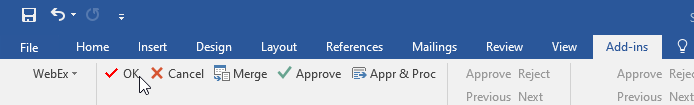 File Home Insert Design Layout References Mailings Review View Add-ins
WebEx OK Cancel Merge Approve Appr & Proc Approve Reject Approve Reject
Previous Next Previous Next